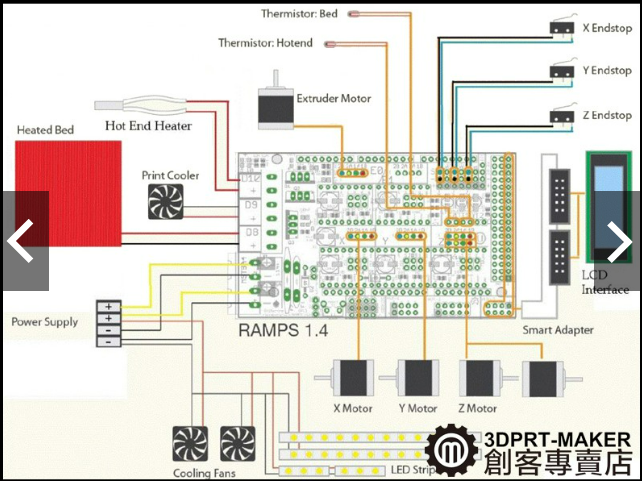 Thermistor: Bed
Thermistor: Hotend
X Endstop
Y Endstop
Z Endstop
Extruder Motor
Hot End Heater
Heated Bed
Print Cooler
D10
D9
D8
E0
X
Y
Z
+
+
−
−
Power Supply
RAMPS 1.4
LCD
Interface
Smart Adapter
X Motor
Y Motor
Z Motor
Cooling Fans
LED Strip
3DPRT-MAKER
創客專賣店